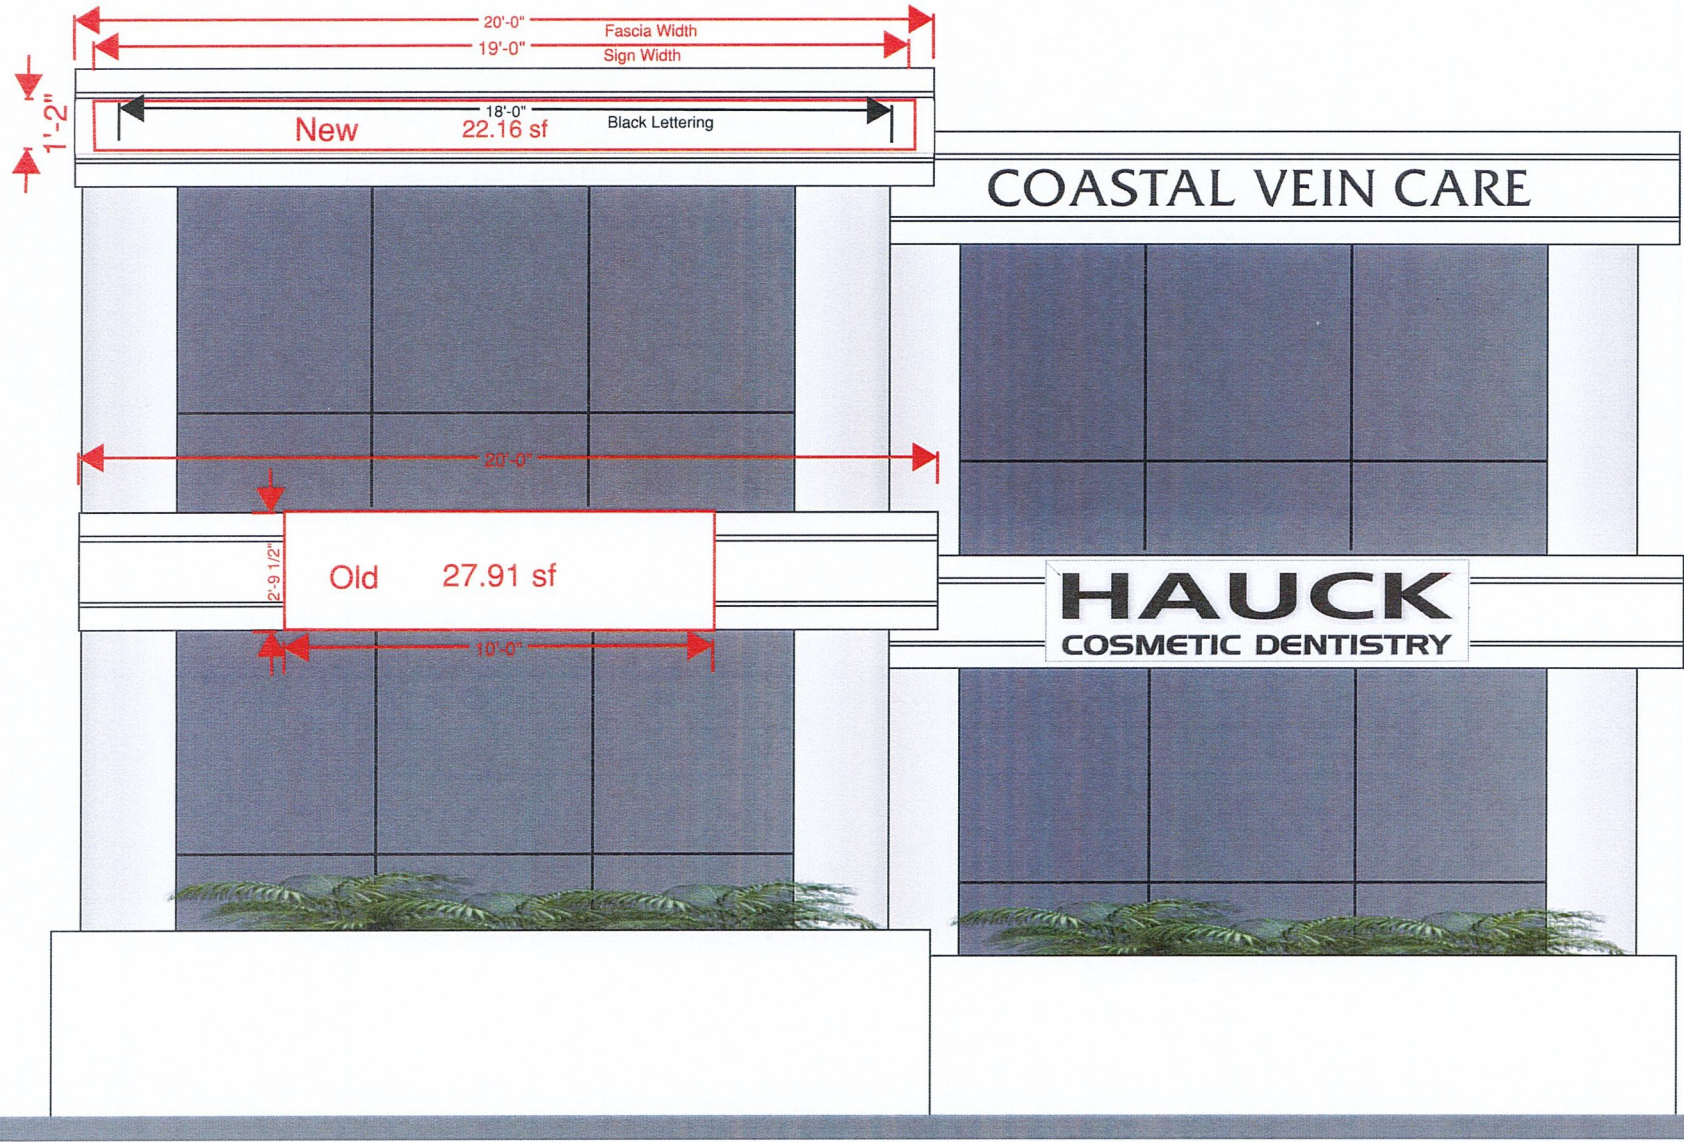 20'-0"
Fascia Width
19'-0"
Sign Width
1'-2"
18'-0"
Black Lettering
New 22.16 sf
COASTAL VEIN CARE
20'-0"
2'-9 1/2"
Old 27.91 sf
10'-0"
HAUCK
COSMETIC DENTISTRY